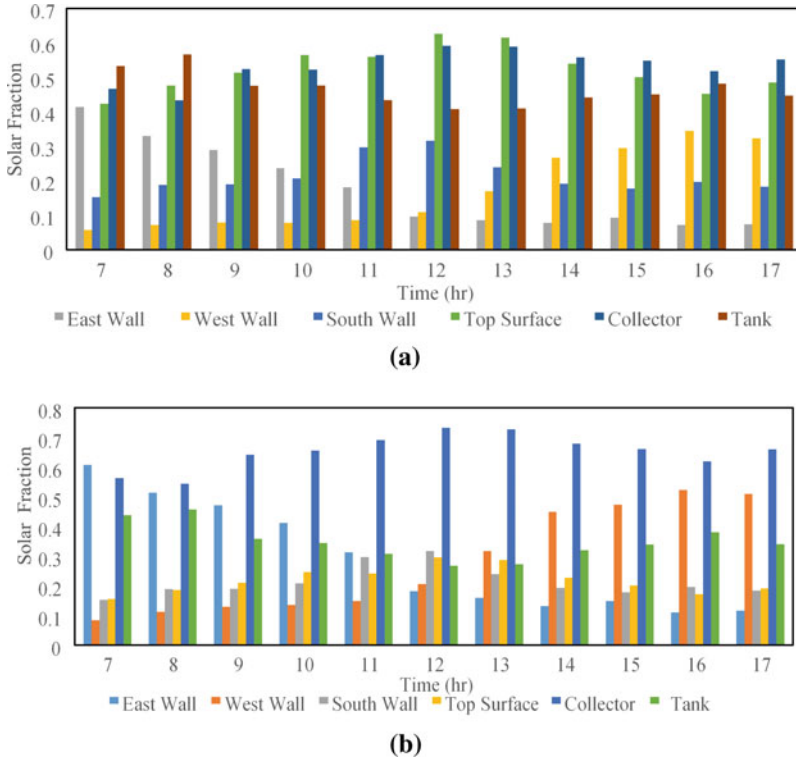 0.7
0.6
0.5
0.4
0.3
0.2
0.1
0
Solar Fraction
7 8 9 10 11 12 13 14 15 16 17
Time (hr)
East Wall West Wall South Wall Top Surface Collector Tank
(a)
0.8
0.7
0.6
0.5
0.4
0.3
0.2
0.1
0
Solar Fraction
7 8 9 10 11 12 13 14 15 16 17
Time (hr)
East Wall West Wall South Wall Top Surface Collector Tank
(b)